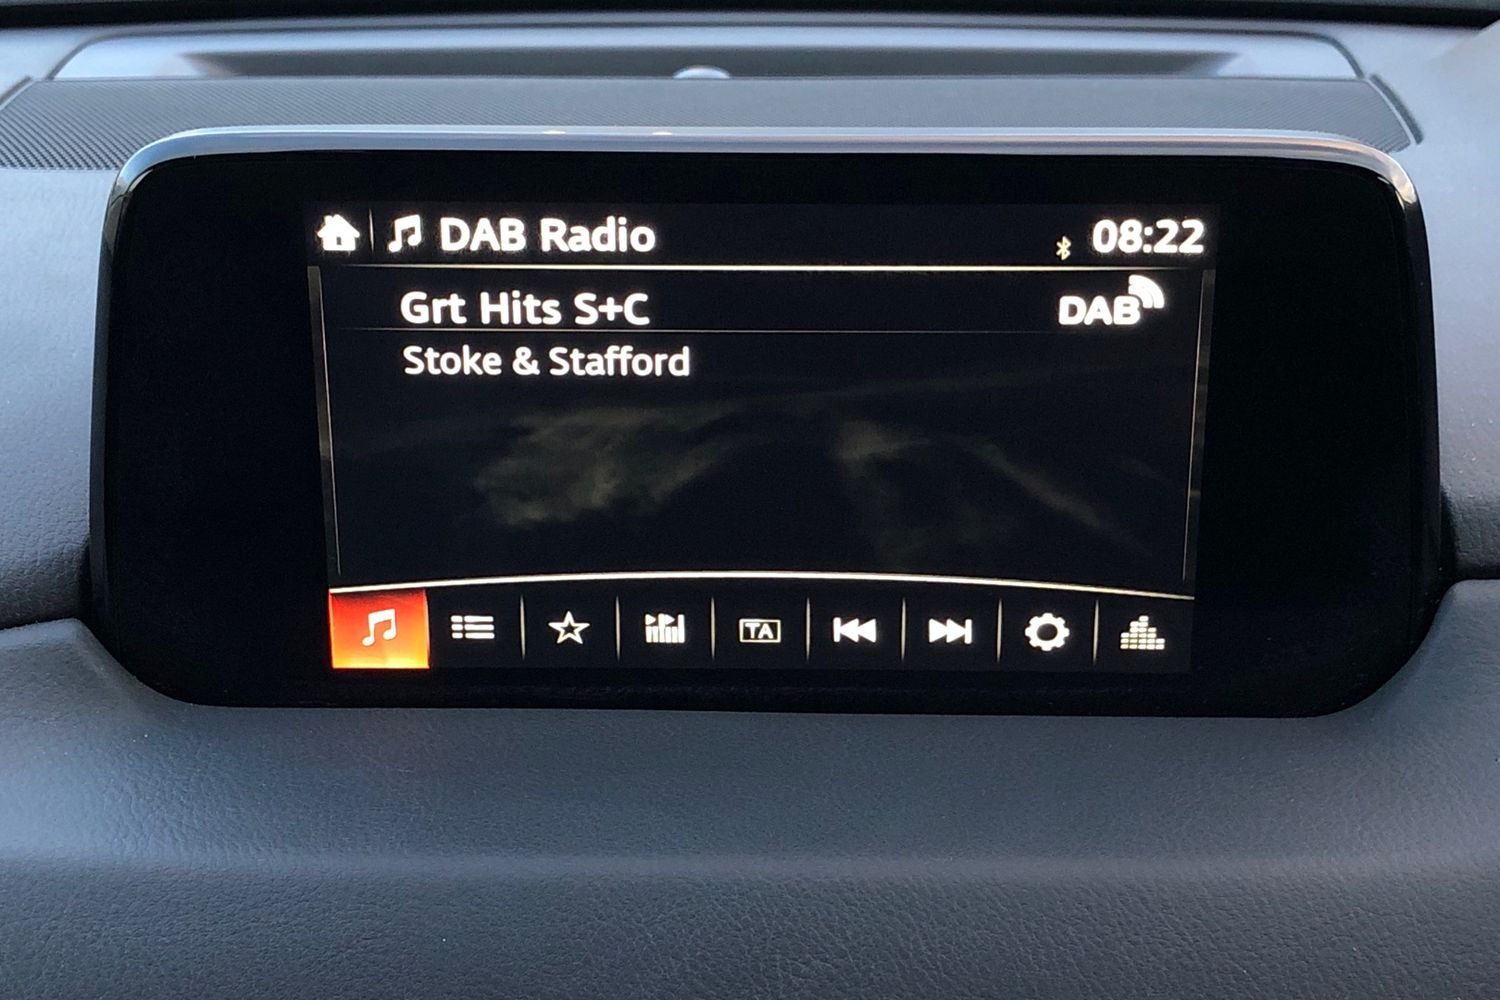 DAB Radio 08:22
Grt Hits S+C DAB
Stoke & Stafford
TA